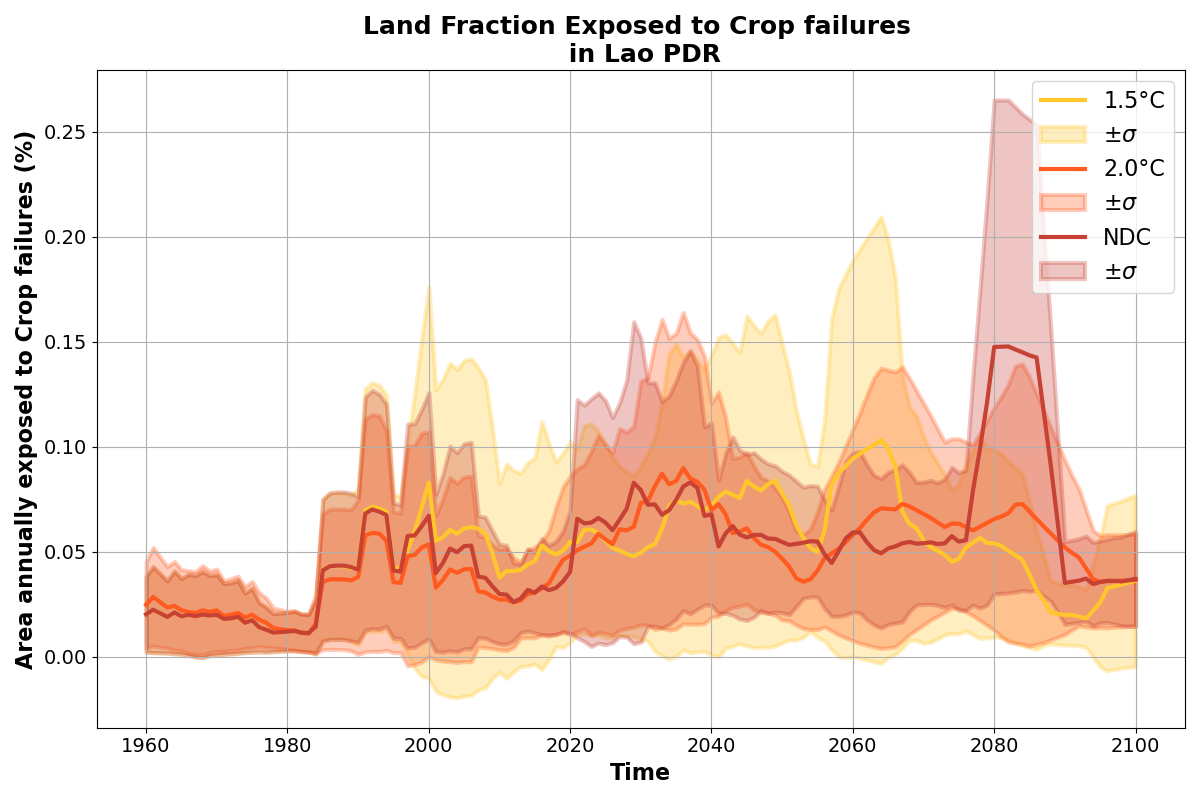 Land Fraction Exposed to Crop failures
in Lao PDR
Area annually exposed to Crop failures (%)
0.25
0.20
0.15
0.10
0.05
0.00
1.5°C
±σ
2.0°C
±σ
NDC
±σ
1960 1980 2000 2020 2040 2060 2080 2100
Time